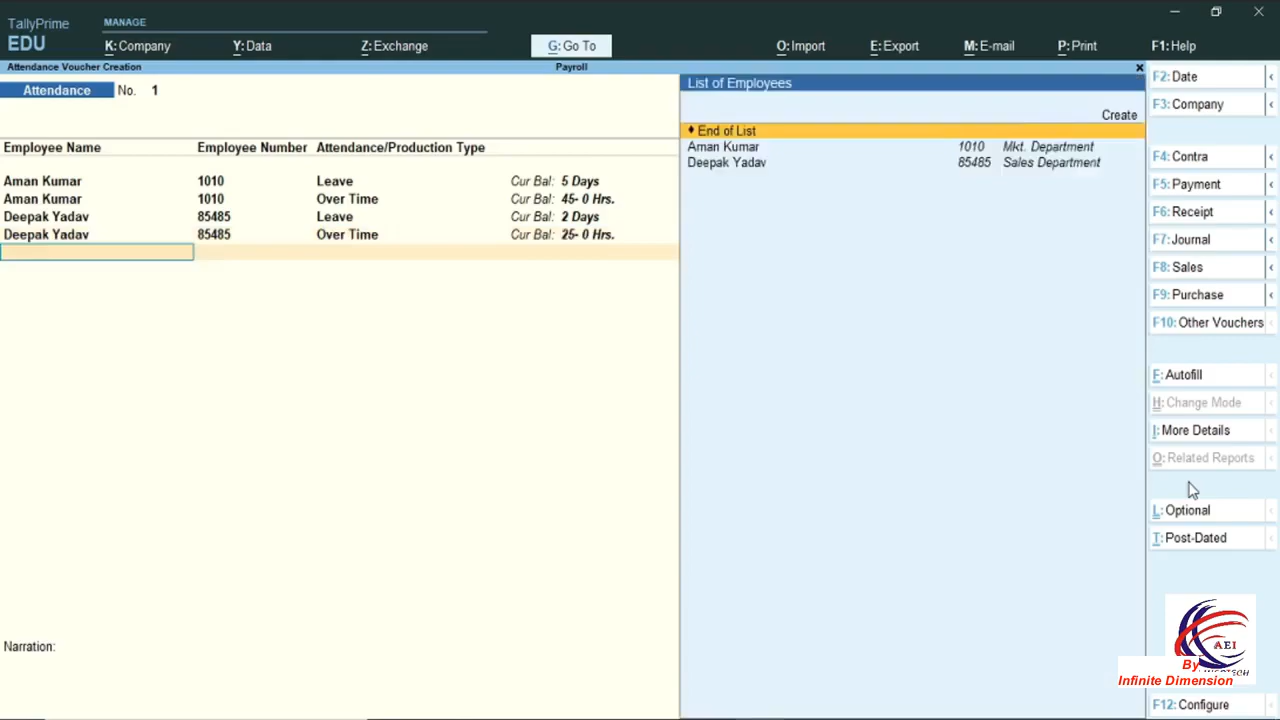 TallyPrime
EDU
MANAGE
K: Company
Y: Data
Z: Exchange
G: Go To
O: Import
E: Export
M: E-mail
P: Print
F1: Help
Attendance Voucher Creation
Payroll
Attendance No. 1
Employee Name Employee Number Attendance/Production Type
Aman Kumar 1010 Leave Cur Bal: 5 Days
Aman Kumar 1010 Over Time Cur Bal: 45- 0 Hrs.
Deepak Yadav 85485 Leave Cur Bal: 2 Days
Deepak Yadav 85485 Over Time Cur Bal: 25- 0 Hrs.
Narration:
List of Employees
Create
♦ End of List
Aman Kumar 1010 Mkt. Department
Deepak Yadav 85485 Sales Department
F2: Date
F3: Company
F4: Contra
F5: Payment
F6: Receipt
F7: Journal
F8: Sales
F9: Purchase
F10: Other Vouchers
F: Autofill
H: Change Mode
I: More Details
O: Related Reports
L: Optional
T: Post-Dated
AEI
By
Infinite Dimension
F12: Configure